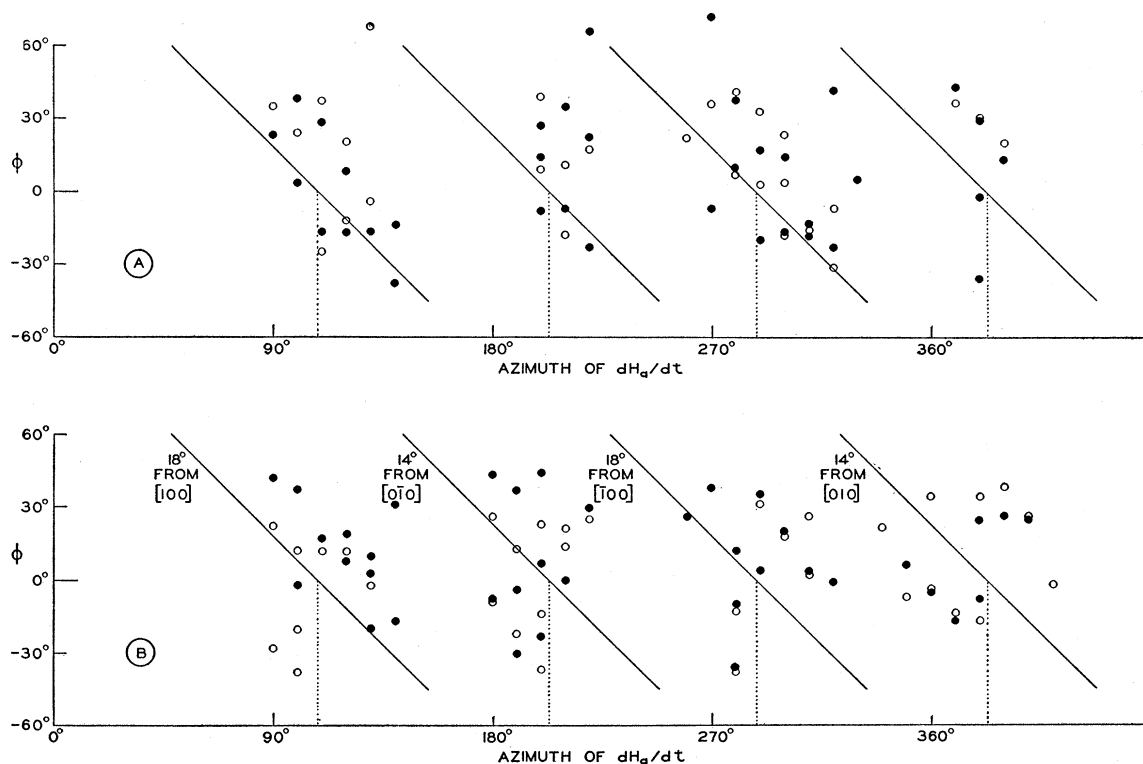 60°
30°
ϕ
0
-30°
-60°
A
0°
90°
180°
270°
360°
AZIMUTH OF dHa/dt
60°
30°
ϕ
0
-30°
-60°
18°
FROM
[100]
14°
FROM
[01̄0]
18°
FROM
[1̄00]
14°
FROM
[010]
B
0°
90°
180°
270°
360°
AZIMUTH OF dHa/dt